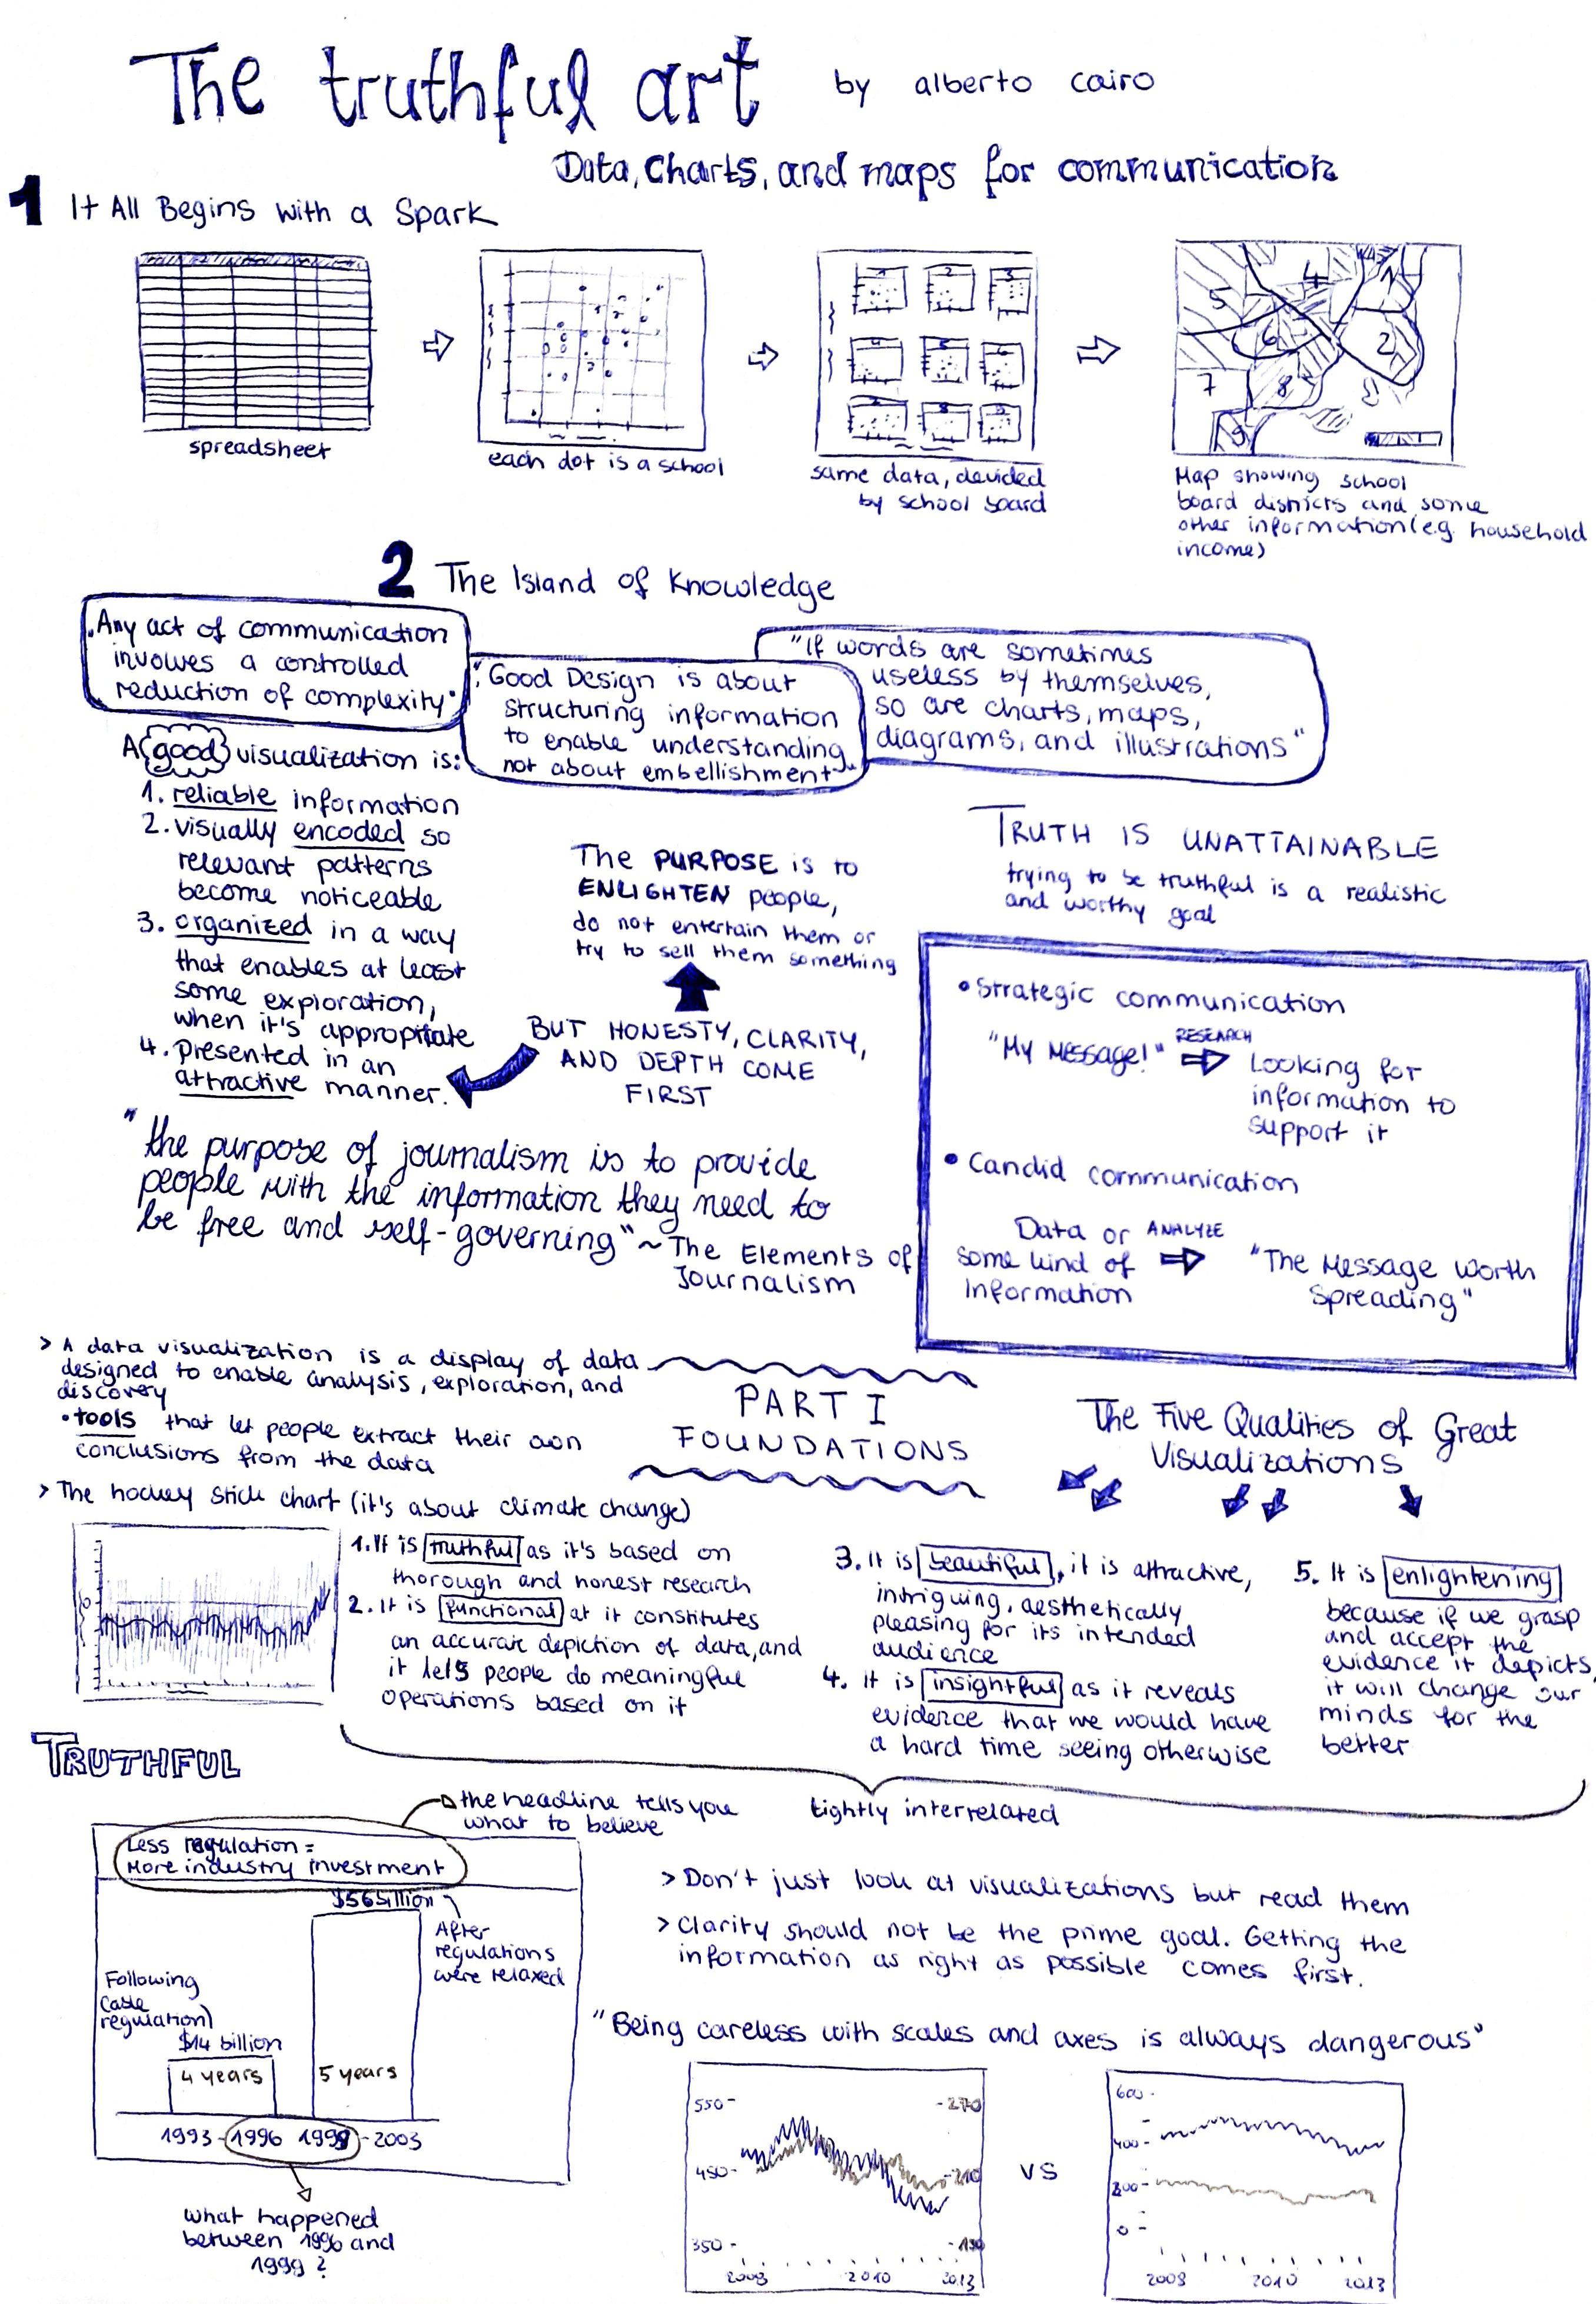 The truthful art by alberto cairo
Data, Charts, and maps for communication
1 It All Begins with a Spark
spreadsheet
each dot is a school
1 2 3
4 5 6
same data, devided
by school board
4 1
5
6 2
7 8
9
Map showing school
board districts and some
other information (e.g. household
income)
2 The Island of Knowledge
"Any act of communication
involves a controlled
reduction of complexity"
"Good Design is about
structuring information
to enable understanding
not about embellishment"
"If words are sometimes
useless by themselves,
so are charts, maps,
diagrams, and illustrations"
A good visualization is:
1. reliable information
2. visually encoded so
relevant patterns
become noticeable
3. organized in a way
that enables at least
some exploration,
when it's appropitate
4. presented in an
attractive manner.
The PURPOSE is to
ENLIGHTEN people,
do not entertain them or
try to sell them something
BUT HONESTY, CLARITY,
AND DEPTH COME
FIRST
TRUTH IS UNATTAINABLE
trying to be truthful is a realistic
and worthy goal
• Strategic communication
"My Message!" RESEARCH
Looking for
information to
support it
• Candid communication
Data or
some kind of
Information
ANALYZE
"The Message worth
Spreading"
"the purpose of journalism is to provide
people with the information they need to
be free and self-governing" ~ The Elements of
Journalism
> A data visualization is a display of data
designed to enable analysis, exploration, and
discovery
• tools that let people extract their own
conclusions from the data
PART I
FOUNDATIONS
The Five Qualities of Great
Visualizations
> The hockey stick chart (it's about climate change)
0
1. It is truthful as it's based on
thorough and honest research
2. It is functional at it constitutes
an accurate depiction of data, and
it lets people do meaningful
operations based on it
3. It is beautiful, it is attractive,
intriguing, aesthetically
pleasing for its intended
audience
4. It is insightful as it reveals
evidence that we would have
a hard time seeing otherwise
5. It is enlightening
because if we grasp
and accept the
evidence it depicts,
it will change our
minds for the
better
tightly interrelated
TRUTHFUL
the headline tells you
what to believe
Less regulation =
More industry investment
$56 billion
After
regulations
were relaxed
Following
Cable
regulation
$14 billion
4 years
5 years
1993-1996 1999-2003
what happened
between 1996 and
1999?
> Don't just look at visualizations but read them
> Clarity should not be the prime goal. Getting the
information as right as possible comes first.
"Being careless with scales and axes is always dangerous"
550 - - 270
450 - - 210
350 - - 150
2008 2010 2013
VS
600 -
400 -
200 -
0 -
2008 2010 2013